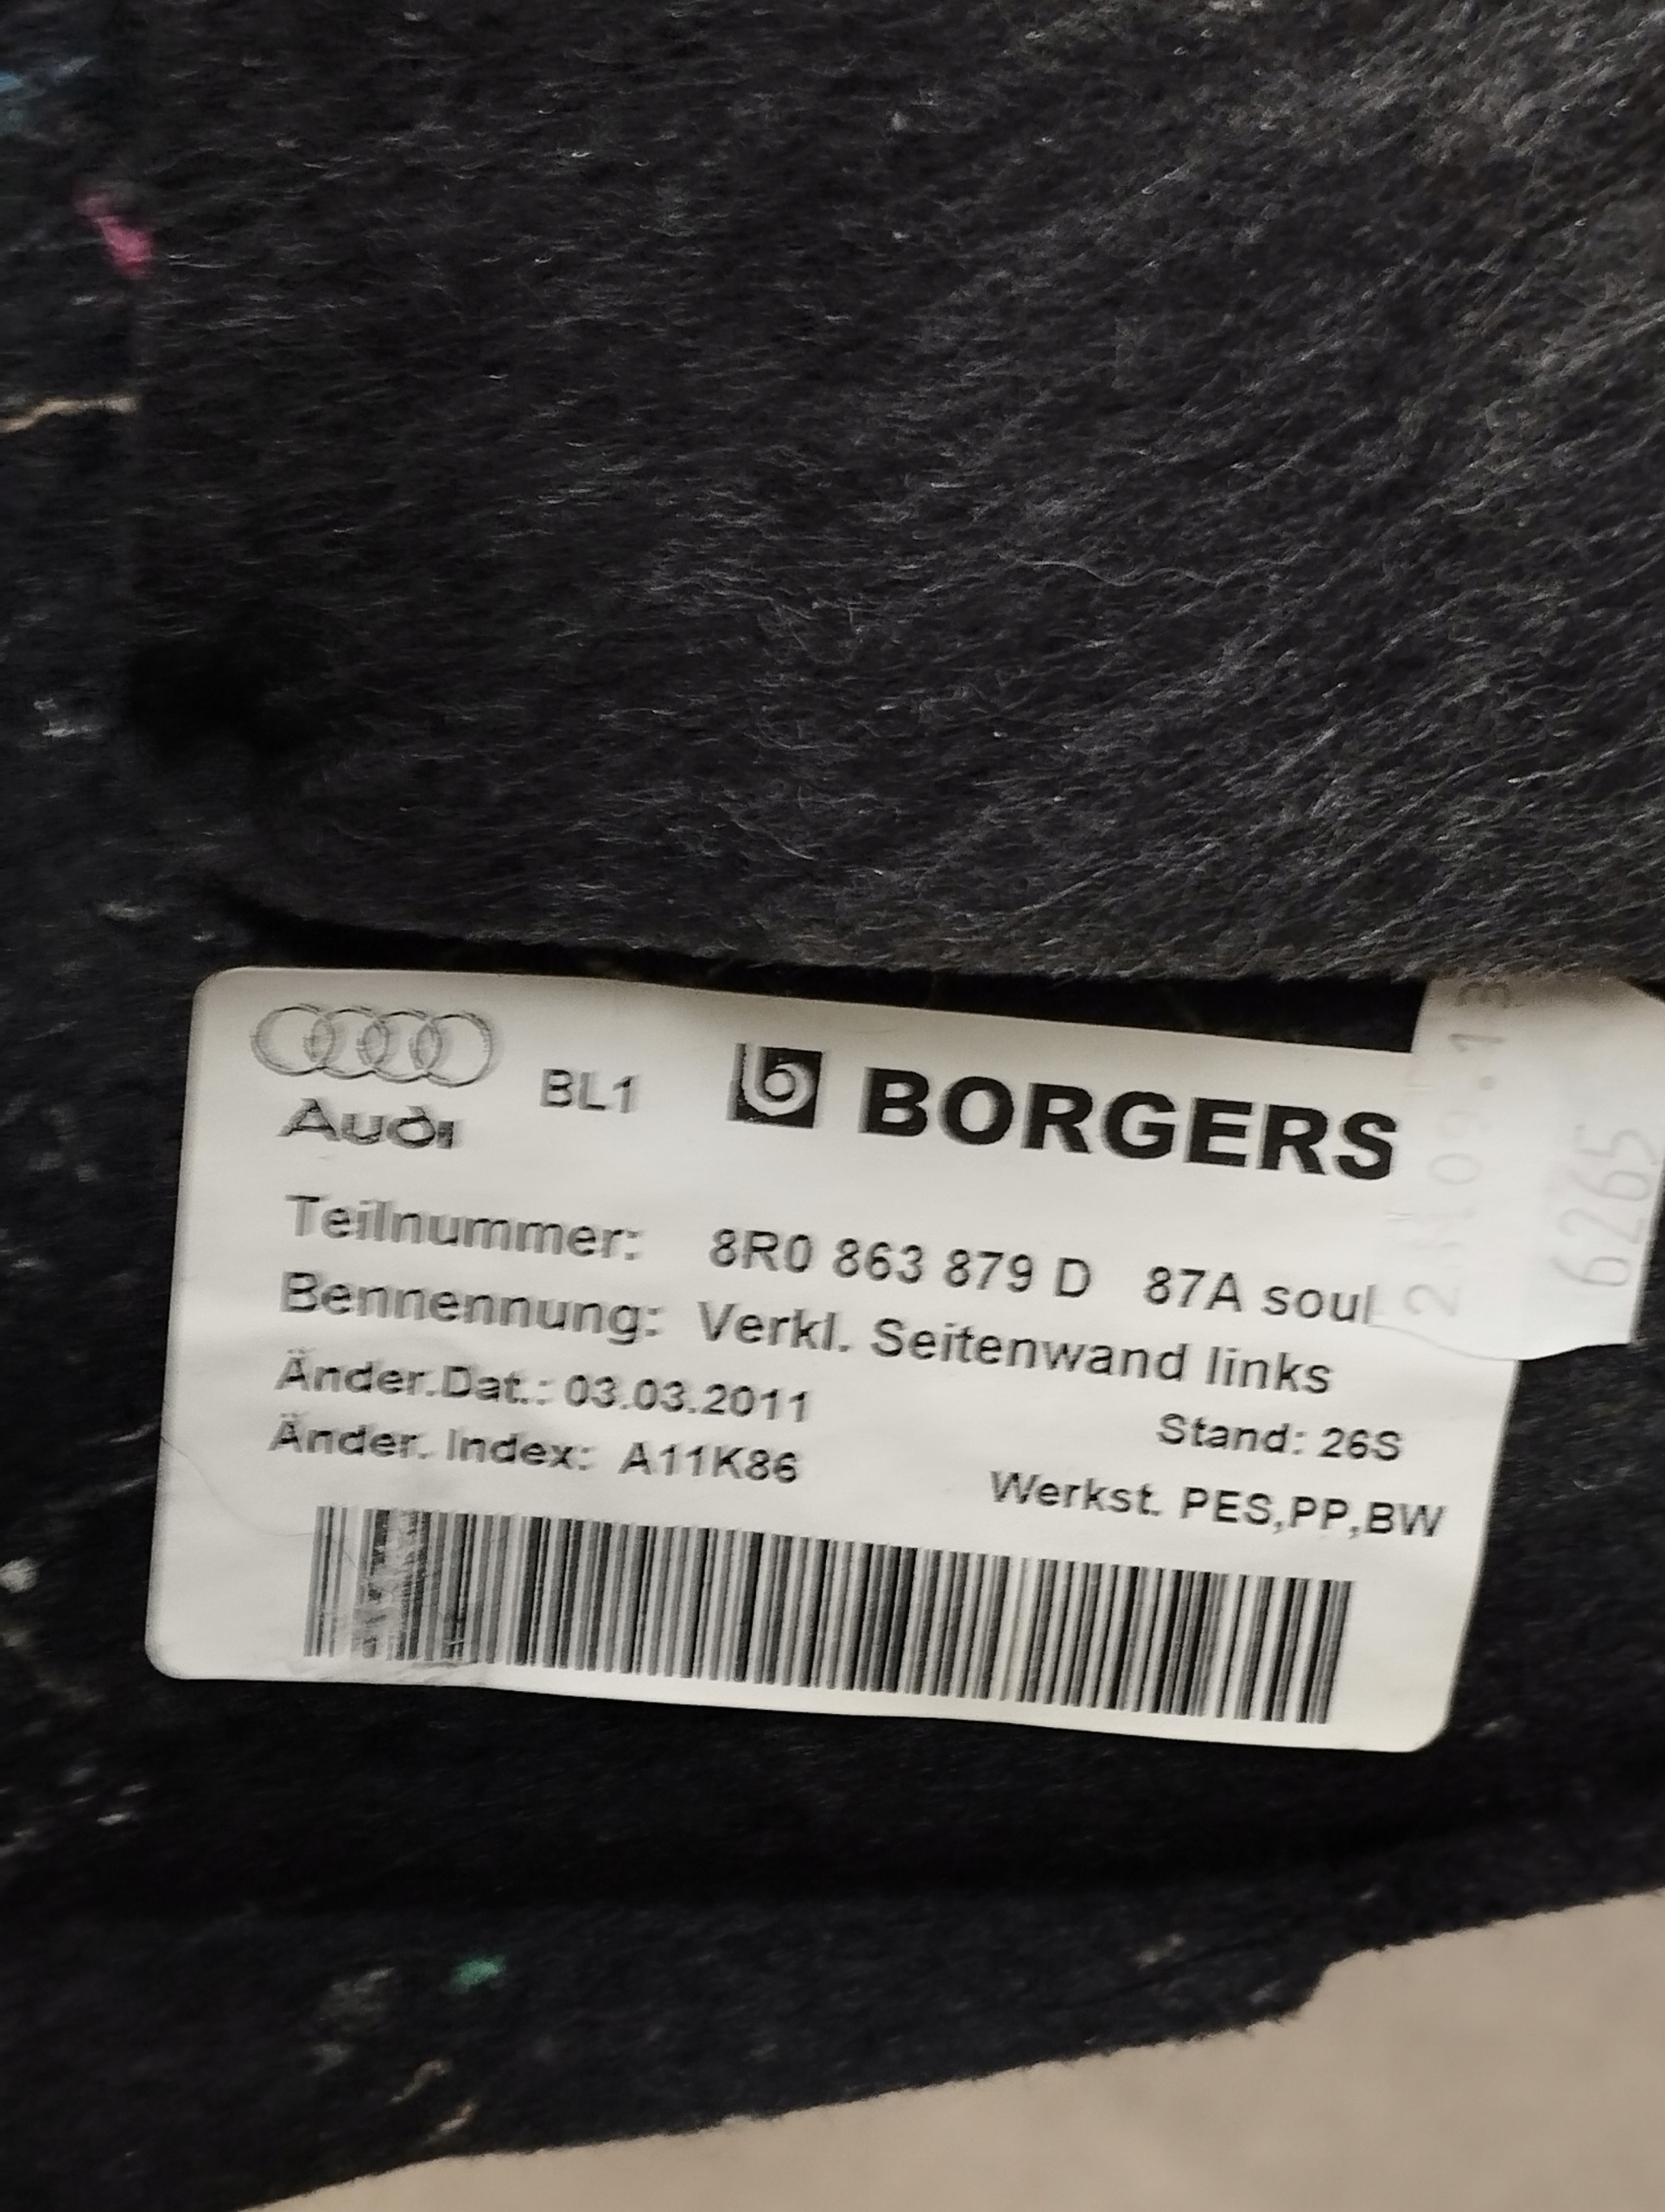 Audi
BL1
BORGERS
Teilnummer: 8R0 863 879 D 87A soul
Bennennung: Verkl. Seitenwand links
Änder.Dat.: 03.03.2011
Stand: 26S
Änder. Index: A11K86
Werkst. PES,PP,BW
6265